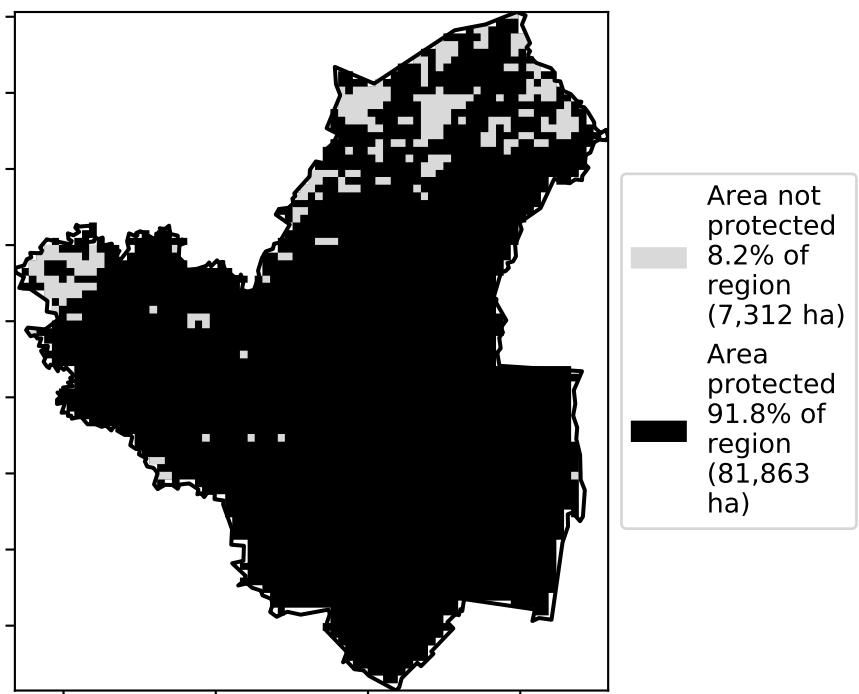 Area not
protected
8.2% of
region
(7,312 ha)
Area
protected
91.8% of
region
(81,863
ha)